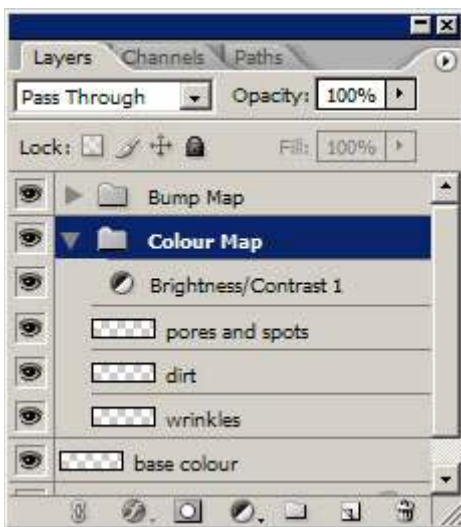 Layers Channels Paths
Pass Through Opacity: 100%
Lock: Fill: 100%
Bump Map
Colour Map
Brightness/Contrast 1
pores and spots
dirt
wrinkles
base colour